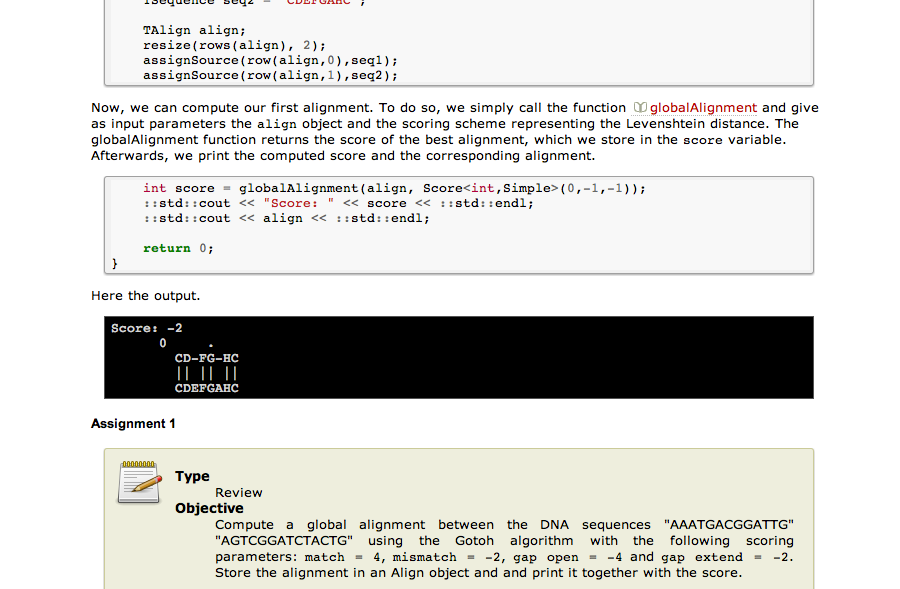 TSequence seq2 = "CDEFGAHC";
TAlign align;
resize(rows(align), 2);
assignSource(row(align,0),seq1);
assignSource(row(align,1),seq2);
Now, we can compute our first alignment. To do so, we simply call the function globalAlignment and give
as input parameters the align object and the scoring scheme representing the Levenshtein distance. The
globalAlignment function returns the score of the best alignment, which we store in the score variable.
Afterwards, we print the computed score and the corresponding alignment.
int score = globalAlignment(align, Score<int,Simple>(0,-1,-1));
::std::cout << "Score: " << score << ::std::endl;
::std::cout << align << ::std::endl;
return 0;
}
Here the output.
Score: -2
0 .
CD-FG-HC
|| || ||
CDEFGAHC
Assignment 1
Type
Review
Objective
Compute a global alignment between the DNA sequences "AAATGACGGATTG"
"AGTCGGATCTACTG" using the Gotoh algorithm with the following scoring
parameters: match = 4, mismatch = -2, gap open = -4 and gap extend = -2.
Store the alignment in an Align object and and print it together with the score.